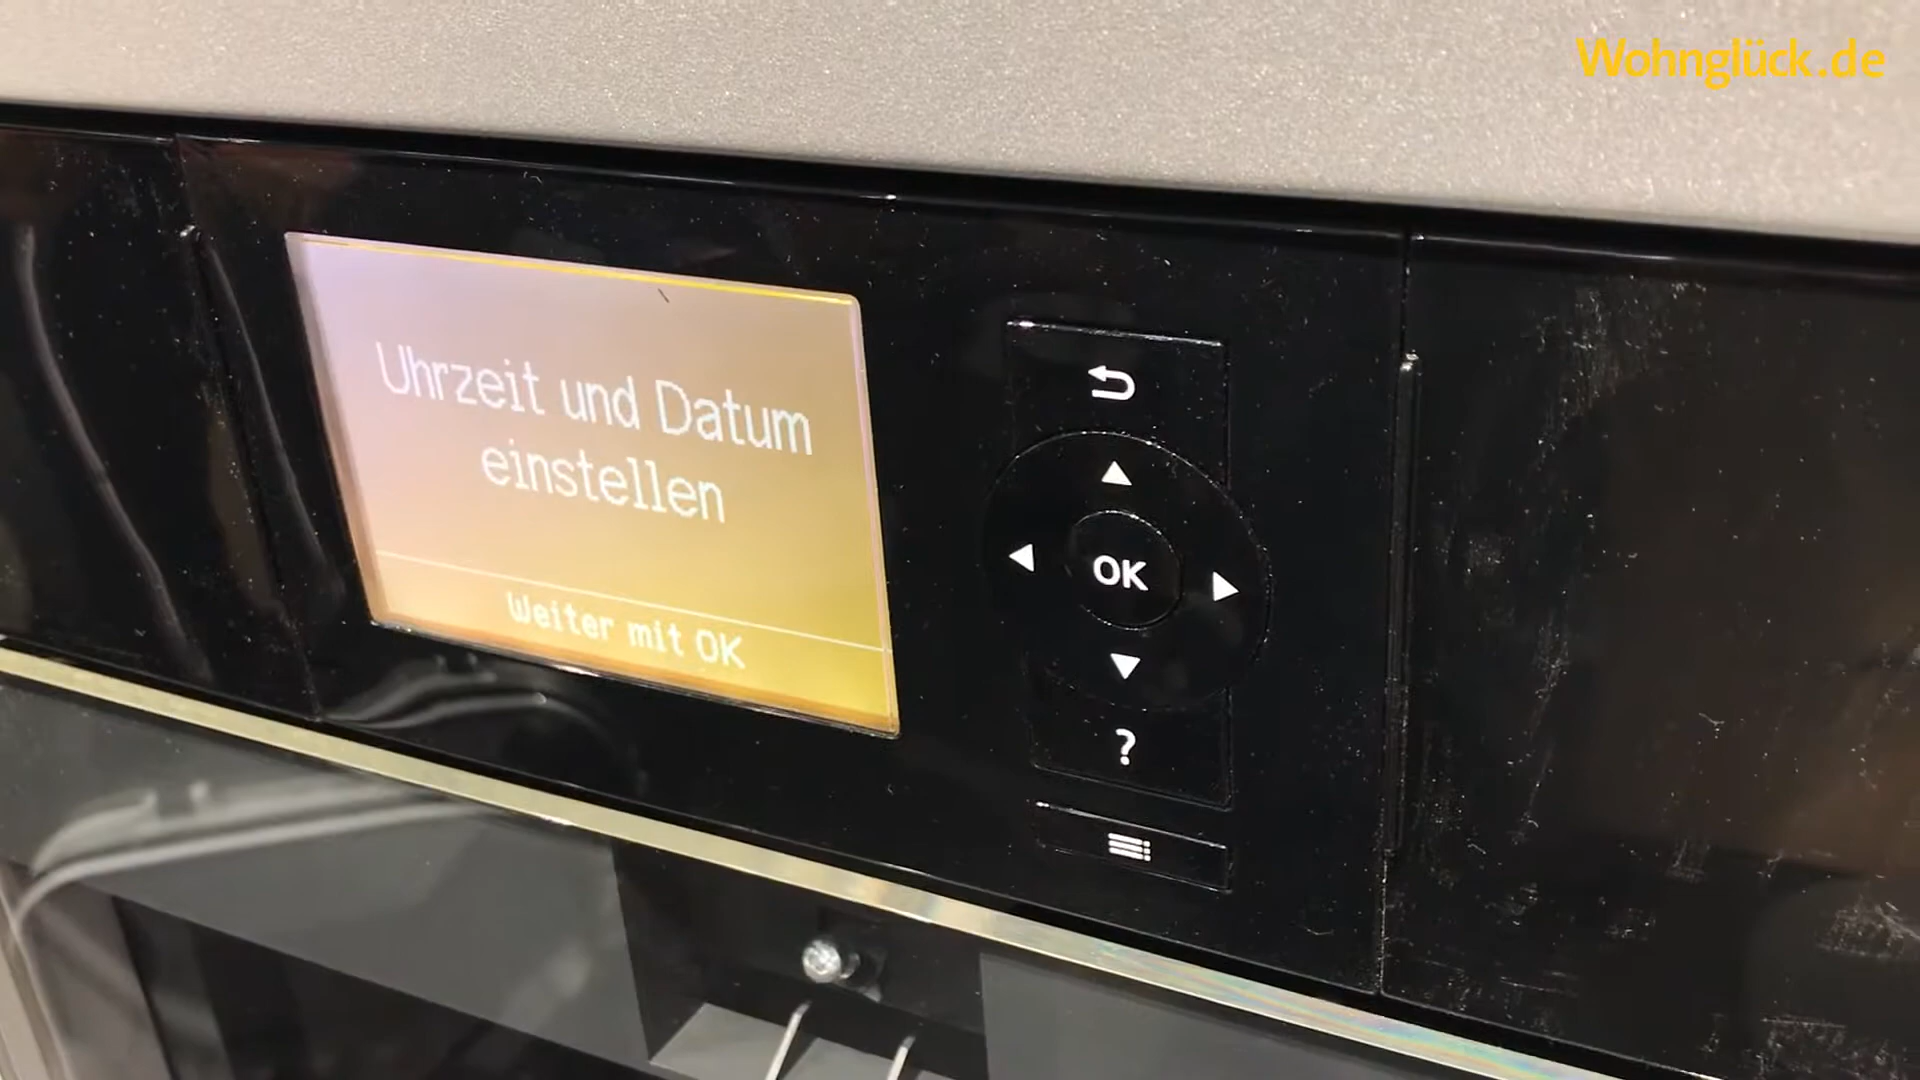 Wohnglück.de
Uhrzeit und Datum
einstellen
Weiter mit OK
OK
?